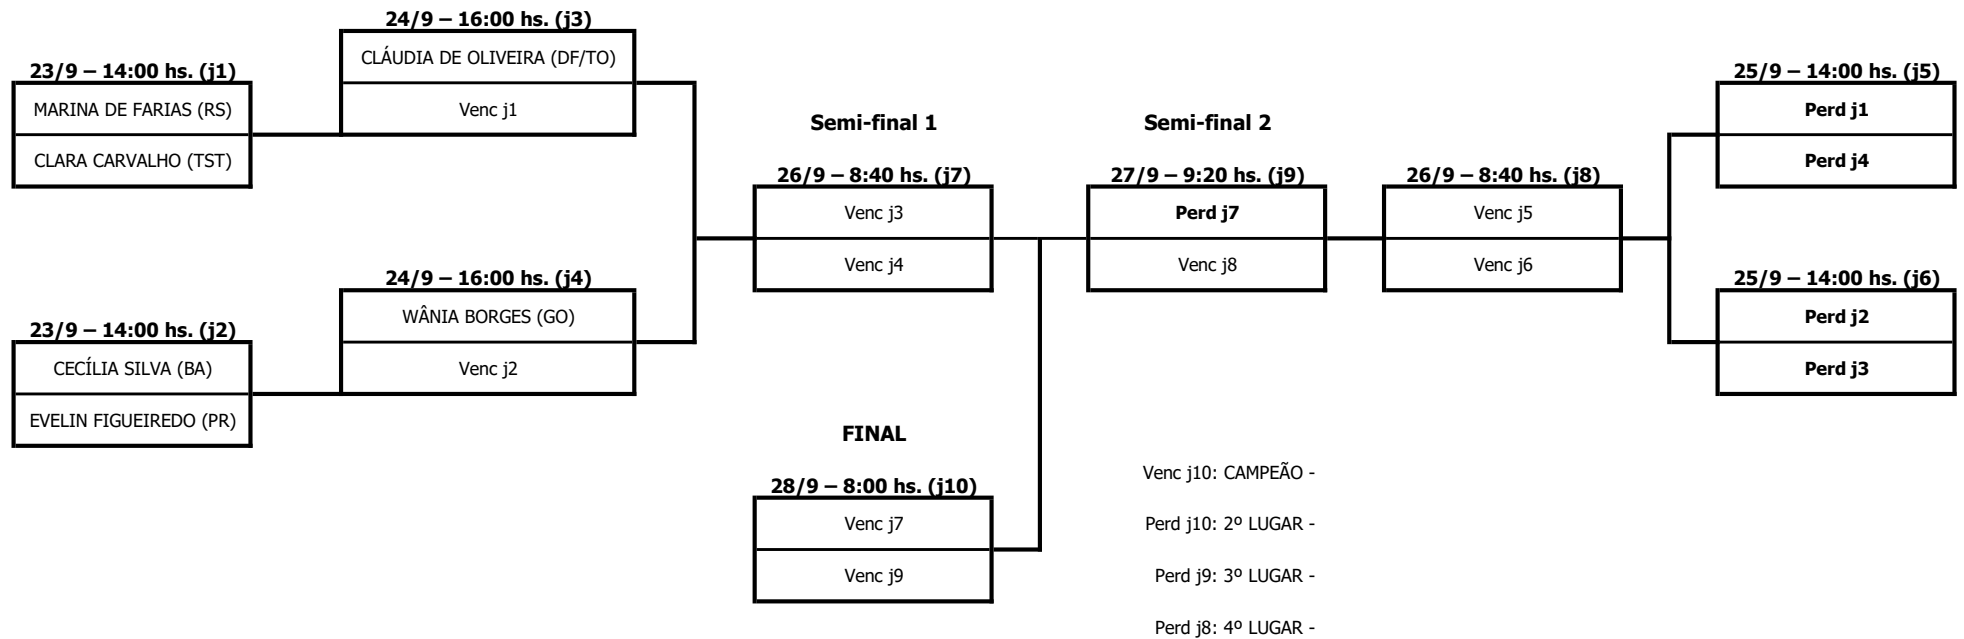 24/9 – 16:00 hs. (j3)
CLÁUDIA DE OLIVEIRA (DF/TO)
Venc j1
23/9 – 14:00 hs. (j1)
MARINA DE FARIAS (RS)
CLARA CARVALHO (TST)
24/9 – 16:00 hs. (j4)
WÂNIA BORGES (GO)
Venc j2
23/9 – 14:00 hs. (j2)
CECÍLIA SILVA (BA)
EVELIN FIGUEIREDO (PR)
Semi-final 1
26/9 – 8:40 hs. (j7)
Venc j3
Venc j4
Semi-final 2
27/9 – 9:20 hs. (j9)
Perd j7
Venc j8
26/9 – 8:40 hs. (j8)
Venc j5
Venc j6
25/9 – 14:00 hs. (j5)
Perd j1
Perd j4
25/9 – 14:00 hs. (j6)
Perd j2
Perd j3
FINAL
28/9 – 8:00 hs. (j10)
Venc j7
Venc j9
Venc j10: CAMPEÃO -
Perd j10: 2º LUGAR -
Perd j9: 3º LUGAR -
Perd j8: 4º LUGAR -